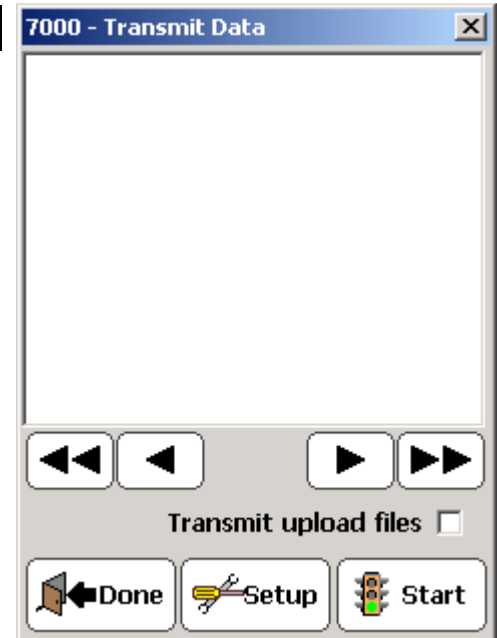 7000 - Transmit Data
Transmit upload files
Done Setup Start